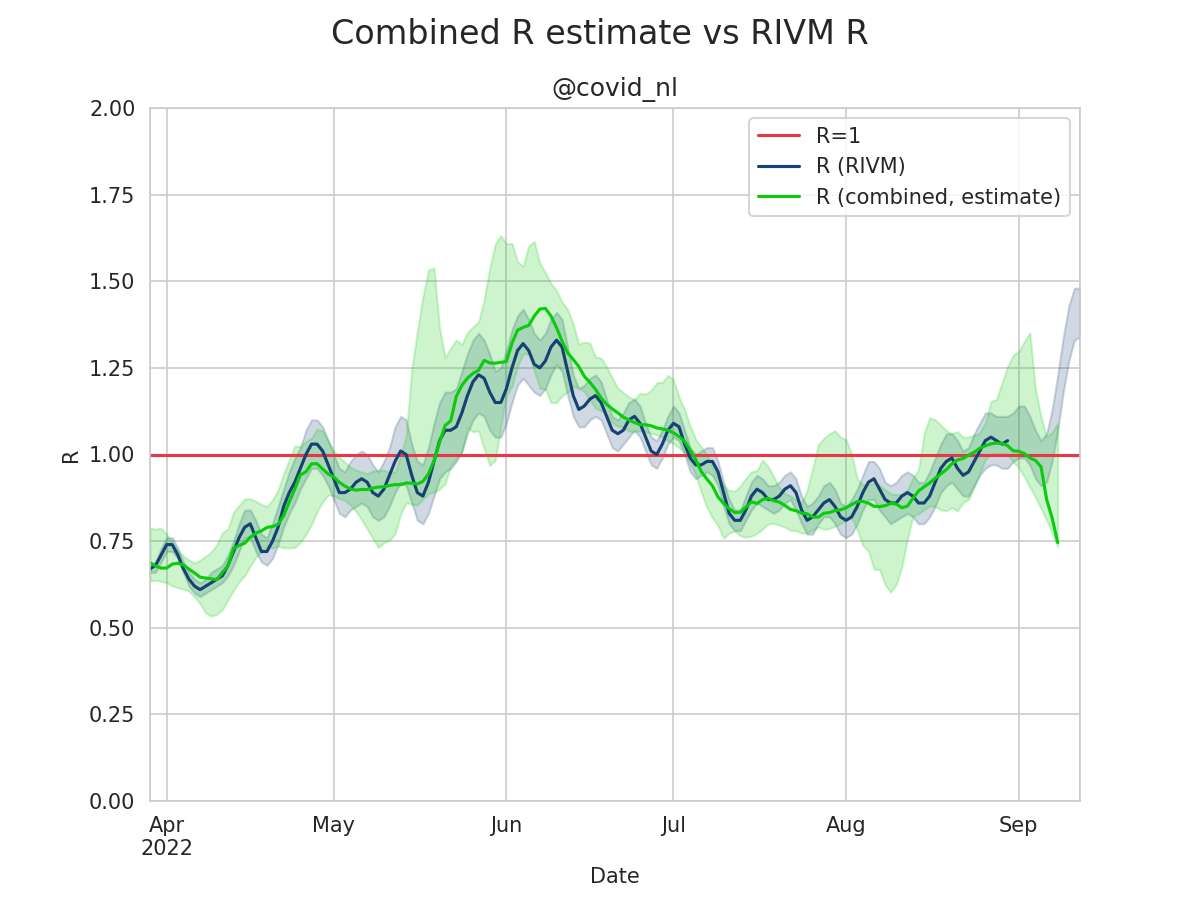 Combined R estimate vs RIVM R
@covid_nl
R=1
R (RIVM)
R (combined, estimate)
2.00
1.75
1.50
1.25
1.00
0.75
0.50
0.25
0.00
R
Apr May Jun Jul Aug Sep
2022
Date